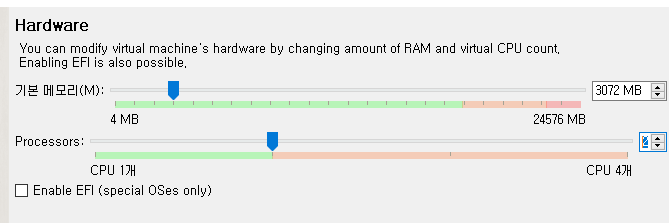 Hardware
You can modify virtual machine's hardware by changing amount of RAM and virtual CPU count,
Enabling EFI is also possible,
기본 메모리(M):
3072 MB
4 MB
24576 MB
Processors:
2
CPU 1개
CPU 4개
Enable EFI (special OSes only)